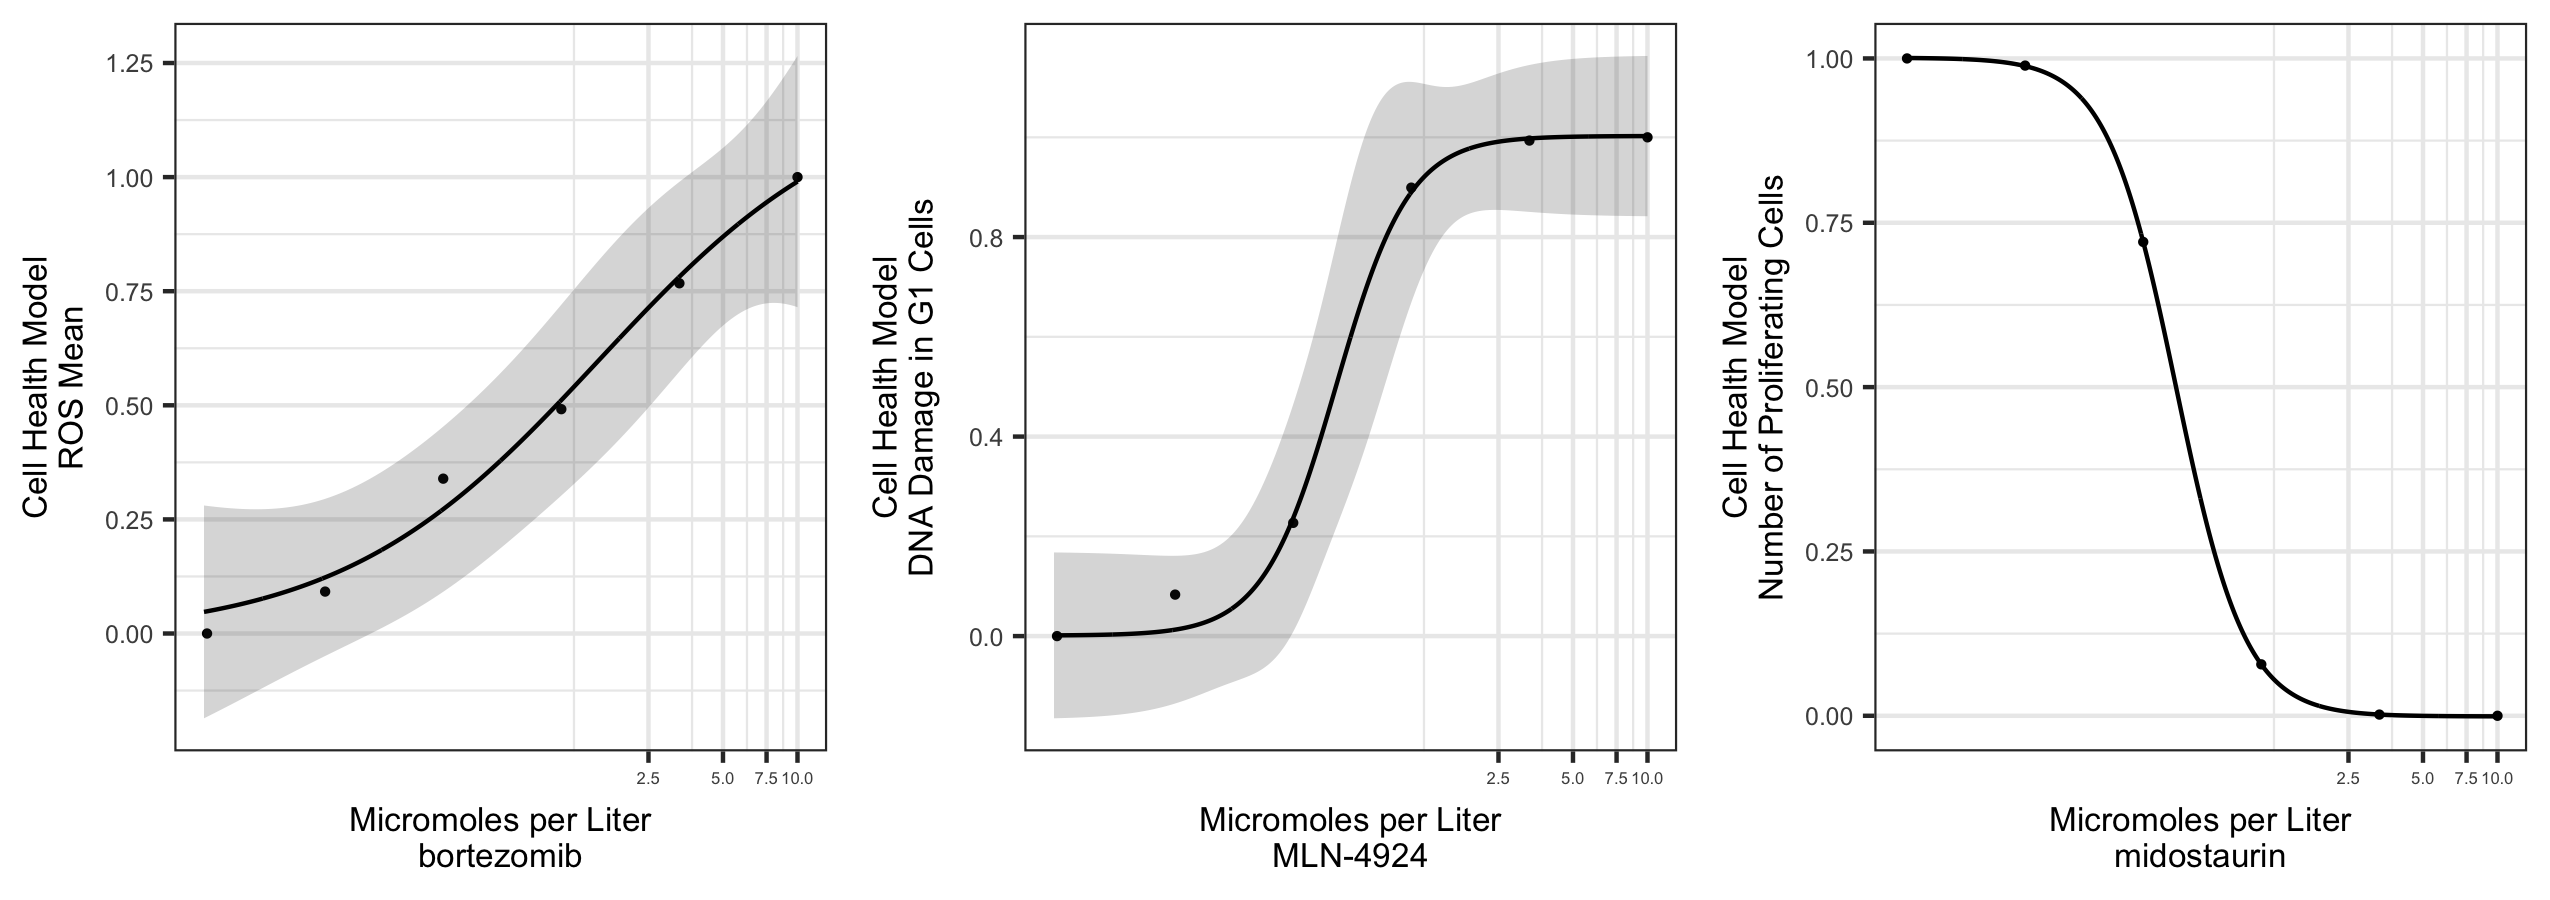 Cell Health Model
ROS Mean
1.25
1.00
0.75
0.50
0.25
0.00
2.5 5.0 7.5 10.0
Micromoles per Liter
bortezomib
Cell Health Model
DNA Damage in G1 Cells
0.8
0.4
0.0
2.5 5.0 7.5 10.0
Micromoles per Liter
MLN-4924
Cell Health Model
Number of Proliferating Cells
1.00
0.75
0.50
0.25
0.00
2.5 5.0 7.5 10.0
Micromoles per Liter
midostaurin